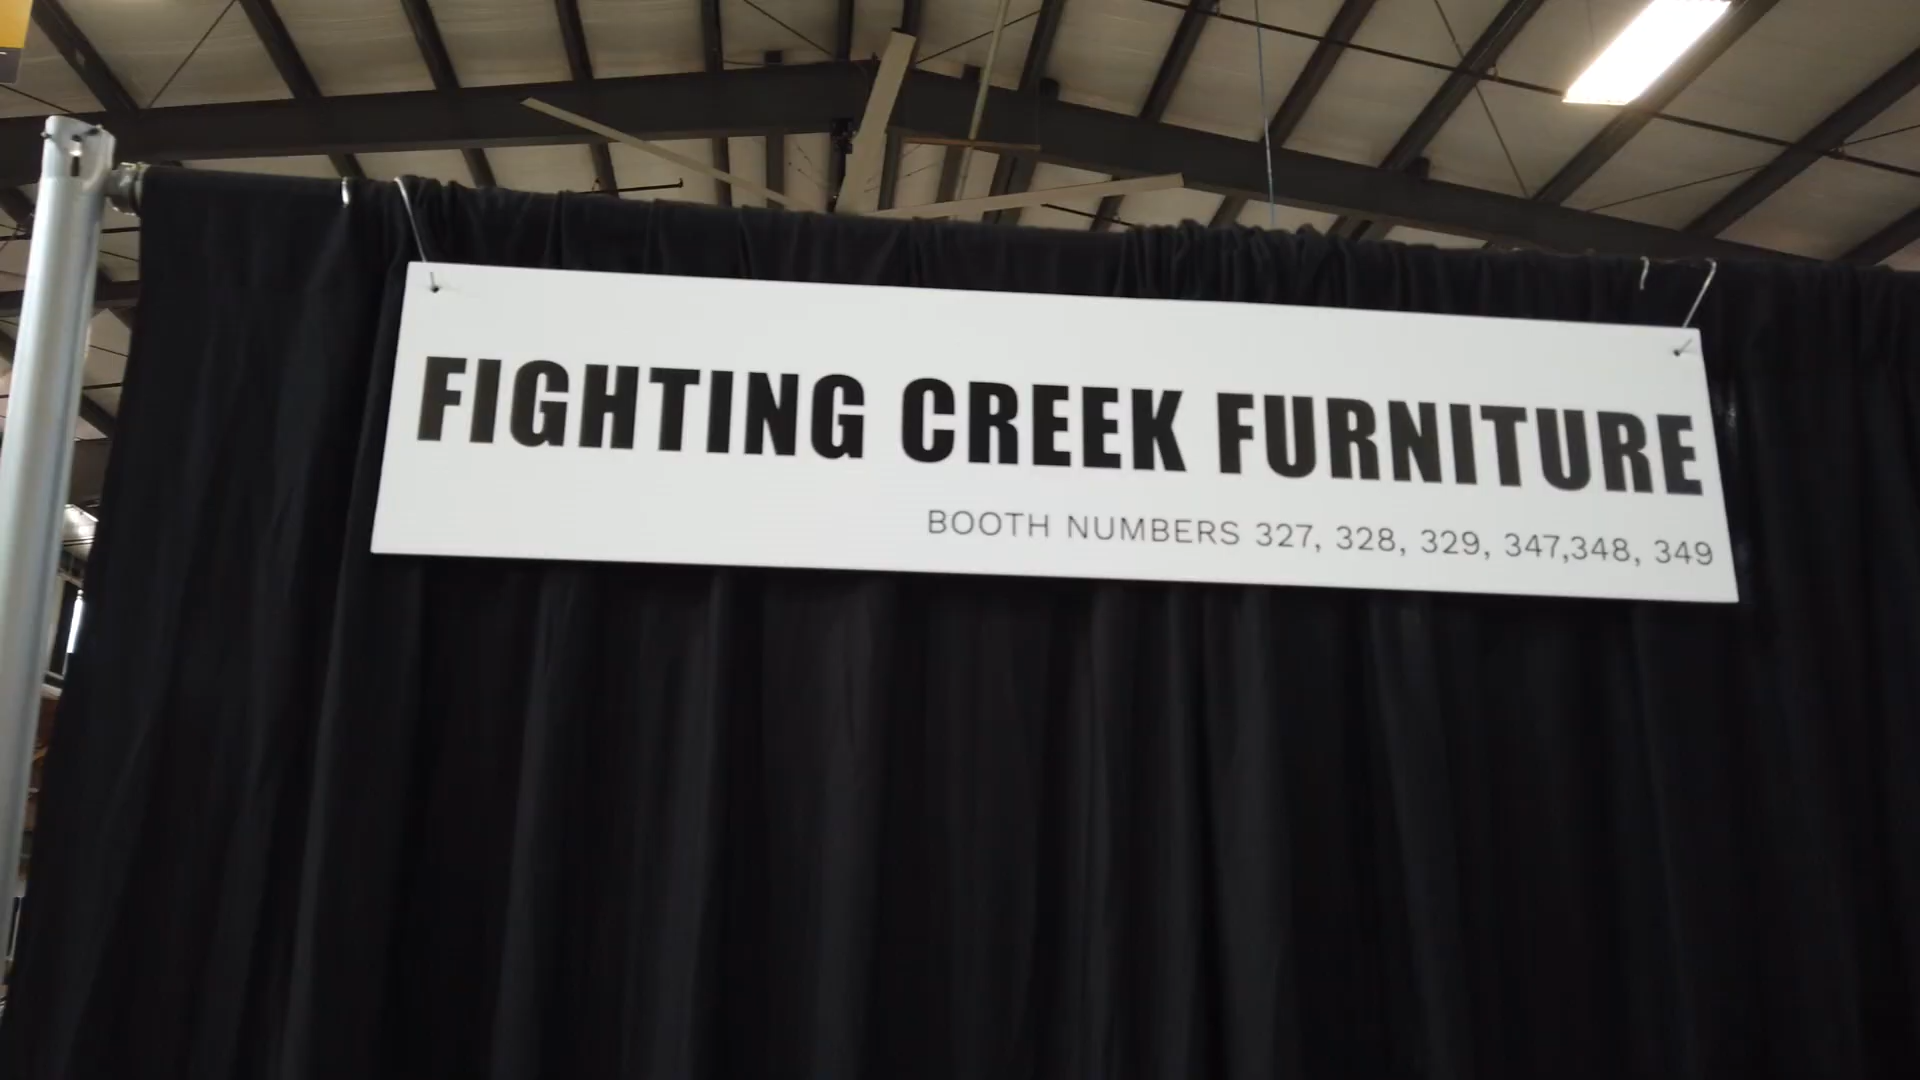 FIGHTING CREEK FURNITURE
BOOTH NUMBERS 327, 328, 329, 347,348, 349